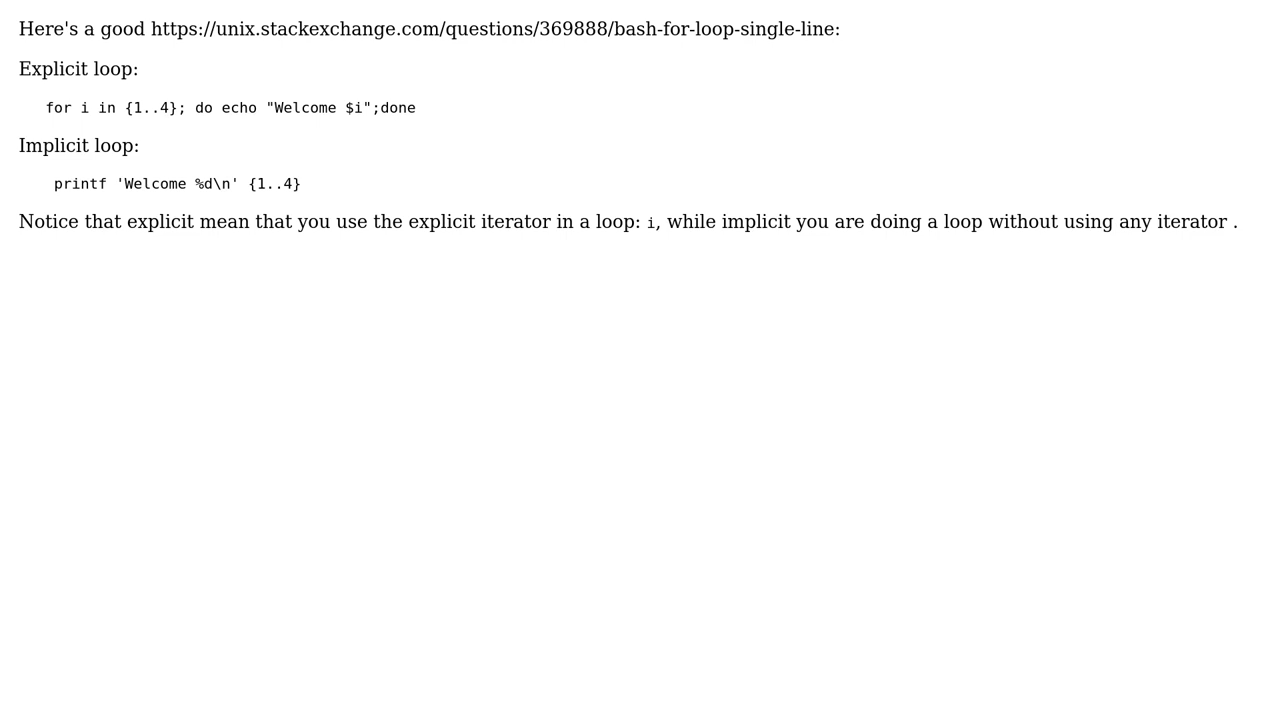 Here's a good https://unix.stackexchange.com/questions/369888/bash-for-loop-single-line:
Explicit loop:
for i in {1..4}; do echo "Welcome $i";done
Implicit loop:
printf 'Welcome %d\n' {1..4}
Notice that explicit mean that you use the explicit iterator in a loop: i, while implicit you are doing a loop without using any iterator .